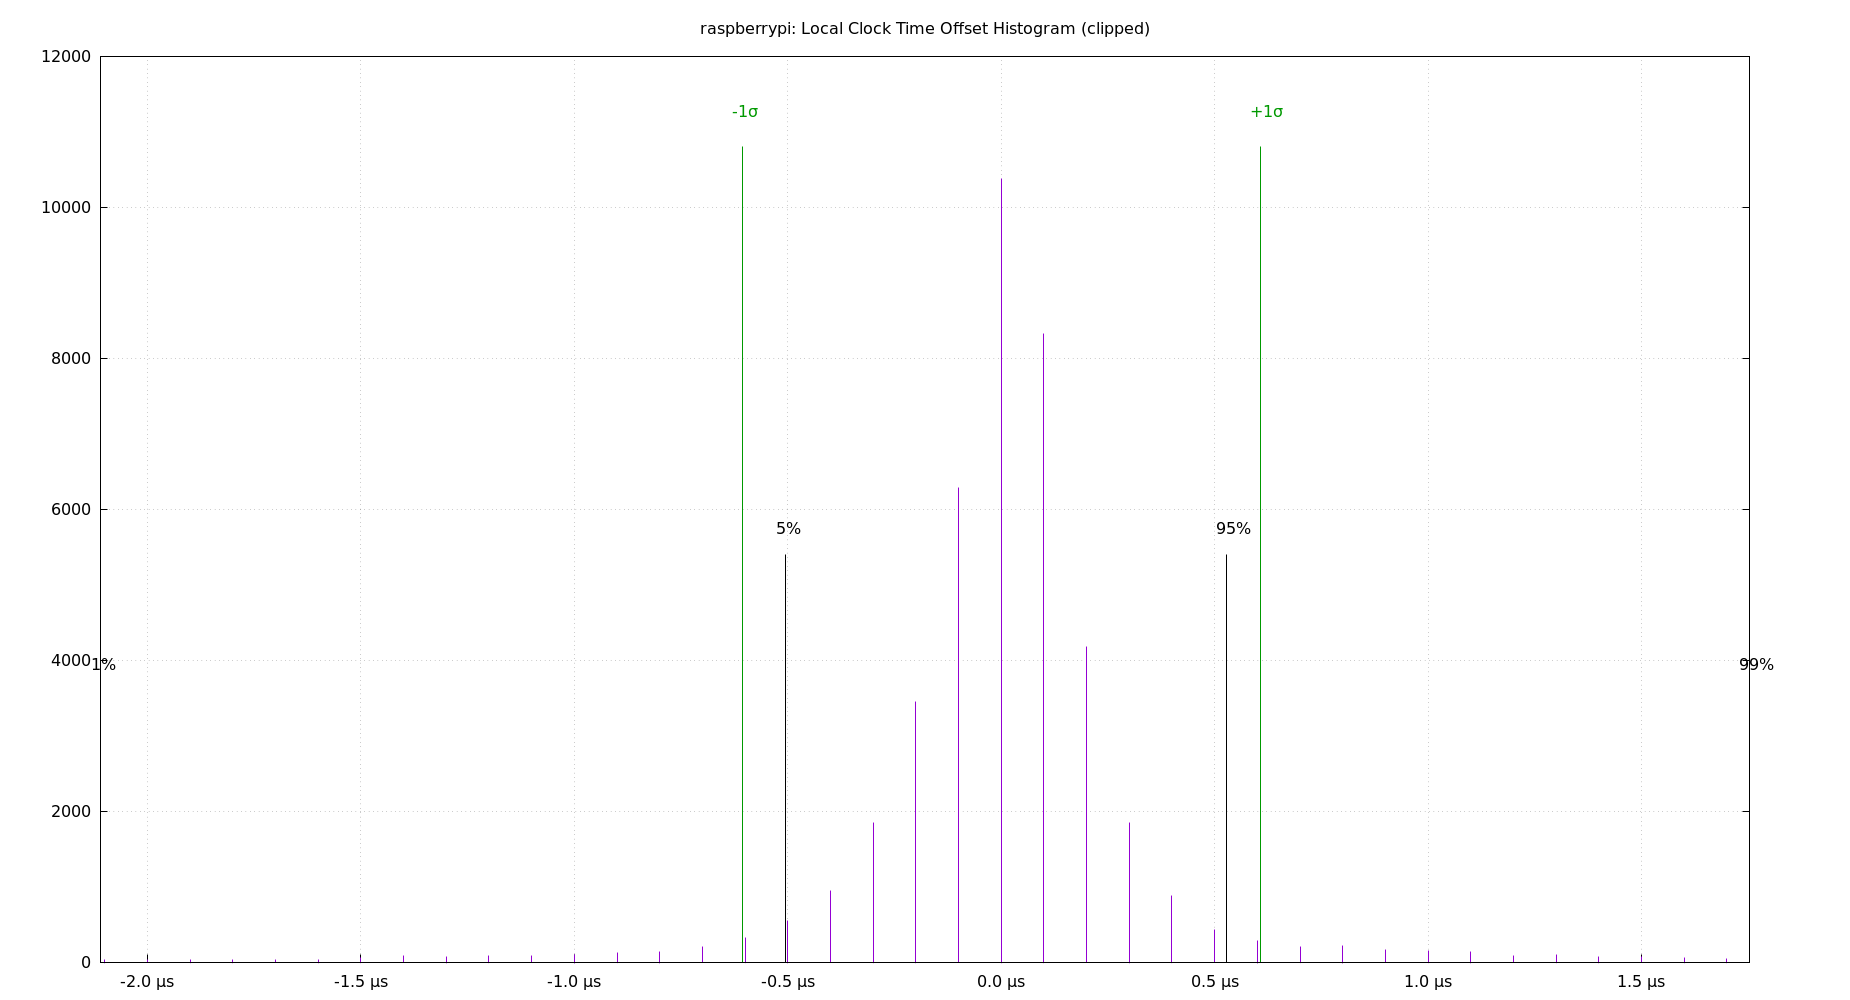 raspberrypi: Local Clock Time Offset Histogram (clipped)
12000
-1σ
+1σ
10000
8000
6000
5%
95%
4000
1%
99%
2000
0
-2.0 µs
-1.5 µs
-1.0 µs
-0.5 µs
0.0 µs
0.5 µs
1.0 µs
1.5 µs